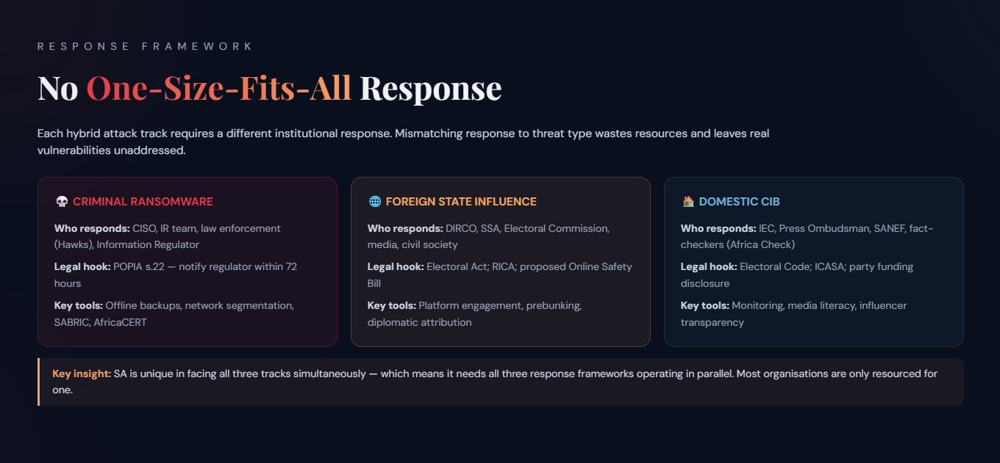 RESPONSE FRAMEWORK
No One-Size-Fits-All Response
Each hybrid attack track requires a different institutional response. Mismatching response to threat type wastes resources and leaves real
vulnerabilities unaddressed.
💀 CRIMINAL RANSOMWARE
Who responds: CISO, IR team, law enforcement
(Hawks), Information Regulator
Legal hook: POPIA s.22 — notify regulator within 72
hours
Key tools: Offline backups, network segmentation,
SABRIC, AfricaCERT
🌐 FOREIGN STATE INFLUENCE
Who responds: DIRCO, SSA, Electoral Commission,
media, civil society
Legal hook: Electoral Act; RICA; proposed Online Safety
Bill
Key tools: Platform engagement, prebunking,
diplomatic attribution
🏠 DOMESTIC CIB
Who responds: IEC, Press Ombudsman, SANEF, fact-
checkers (Africa Check)
Legal hook: Electoral Code; ICASA; party funding
disclosure
Key tools: Monitoring, media literacy, influencer
transparency
Key insight: SA is unique in facing all three tracks simultaneously — which means it needs all three response frameworks operating in parallel. Most organisations are only resourced for
one.